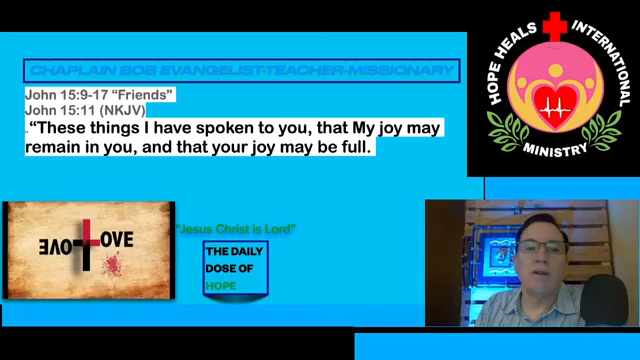 CHAPLAIN BOB EVANGELIST-TEACHER-MISSIONARY
John 15:9-17 “Friends”
John 15:11 (NKJV)
“These things I have spoken to you, that My joy may
remain in you, and that your joy may be full.
HOPE HEALS INTERNATIONAL
MINISTRY
LOVE
OVE
“Jesus Christ is Lord”
THE DAILY
DOSE OF
HOPE